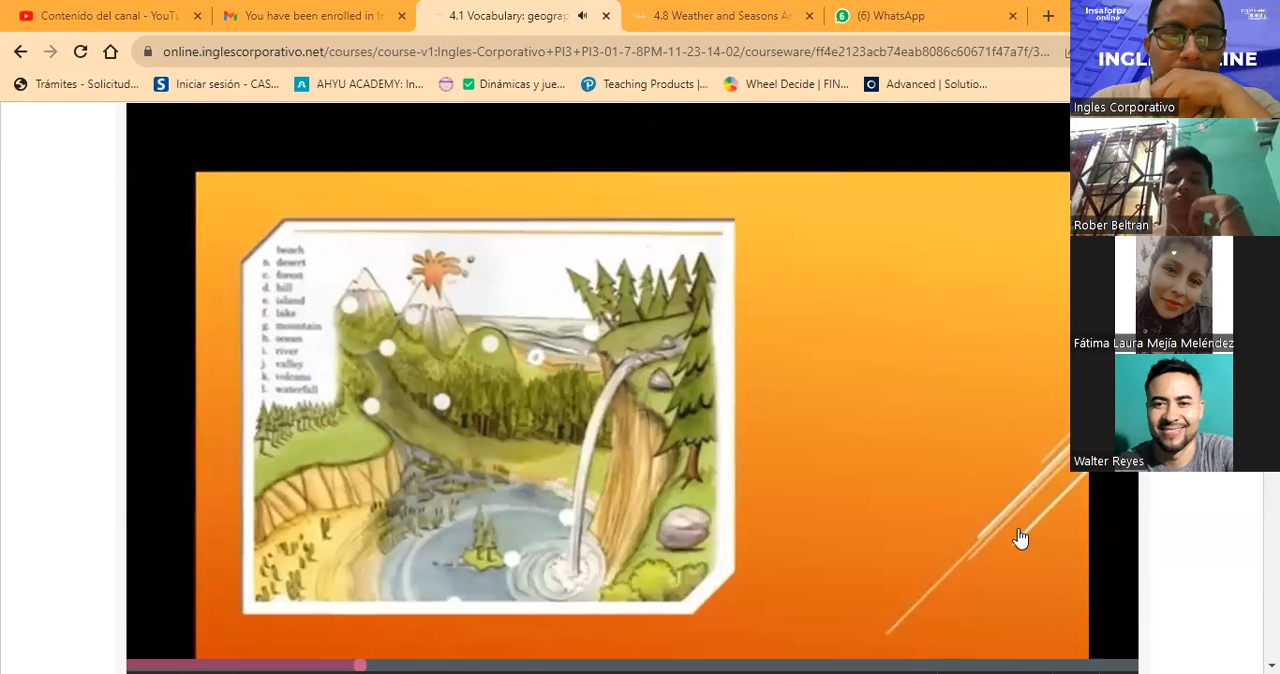 Contenido del canal - YouTu
You have been enrolled in In
4.1 Vocabulary: geograp
4.8 Weather and Seasons A
6
(6) WhatsApp
online.inglescorporativo.net/courses/course-v1:Ingles-Corporativo+PI3+PI3-01-7-8PM-11-23-14-02/courseware/ff4e2123acb74eab8086c60671f47a7f/3...
Trámites - Solicitud...
Iniciar sesión - CAS...
AHYU ACADEMY: In...
Dinámicas y jue...
Teaching Products |...
Wheel Decide | FIN...
Advanced | Solutio...
Insaforp
online
Ingles Corporativo
Rober Beltran
Fátima Laura Mejía Meléndez
Walter Reyes
beach
desert
c. forest
d. hill
e. island
f. lake
g. mountain
h. ocean
i. river
j. valley
k. volcano
l. waterfall